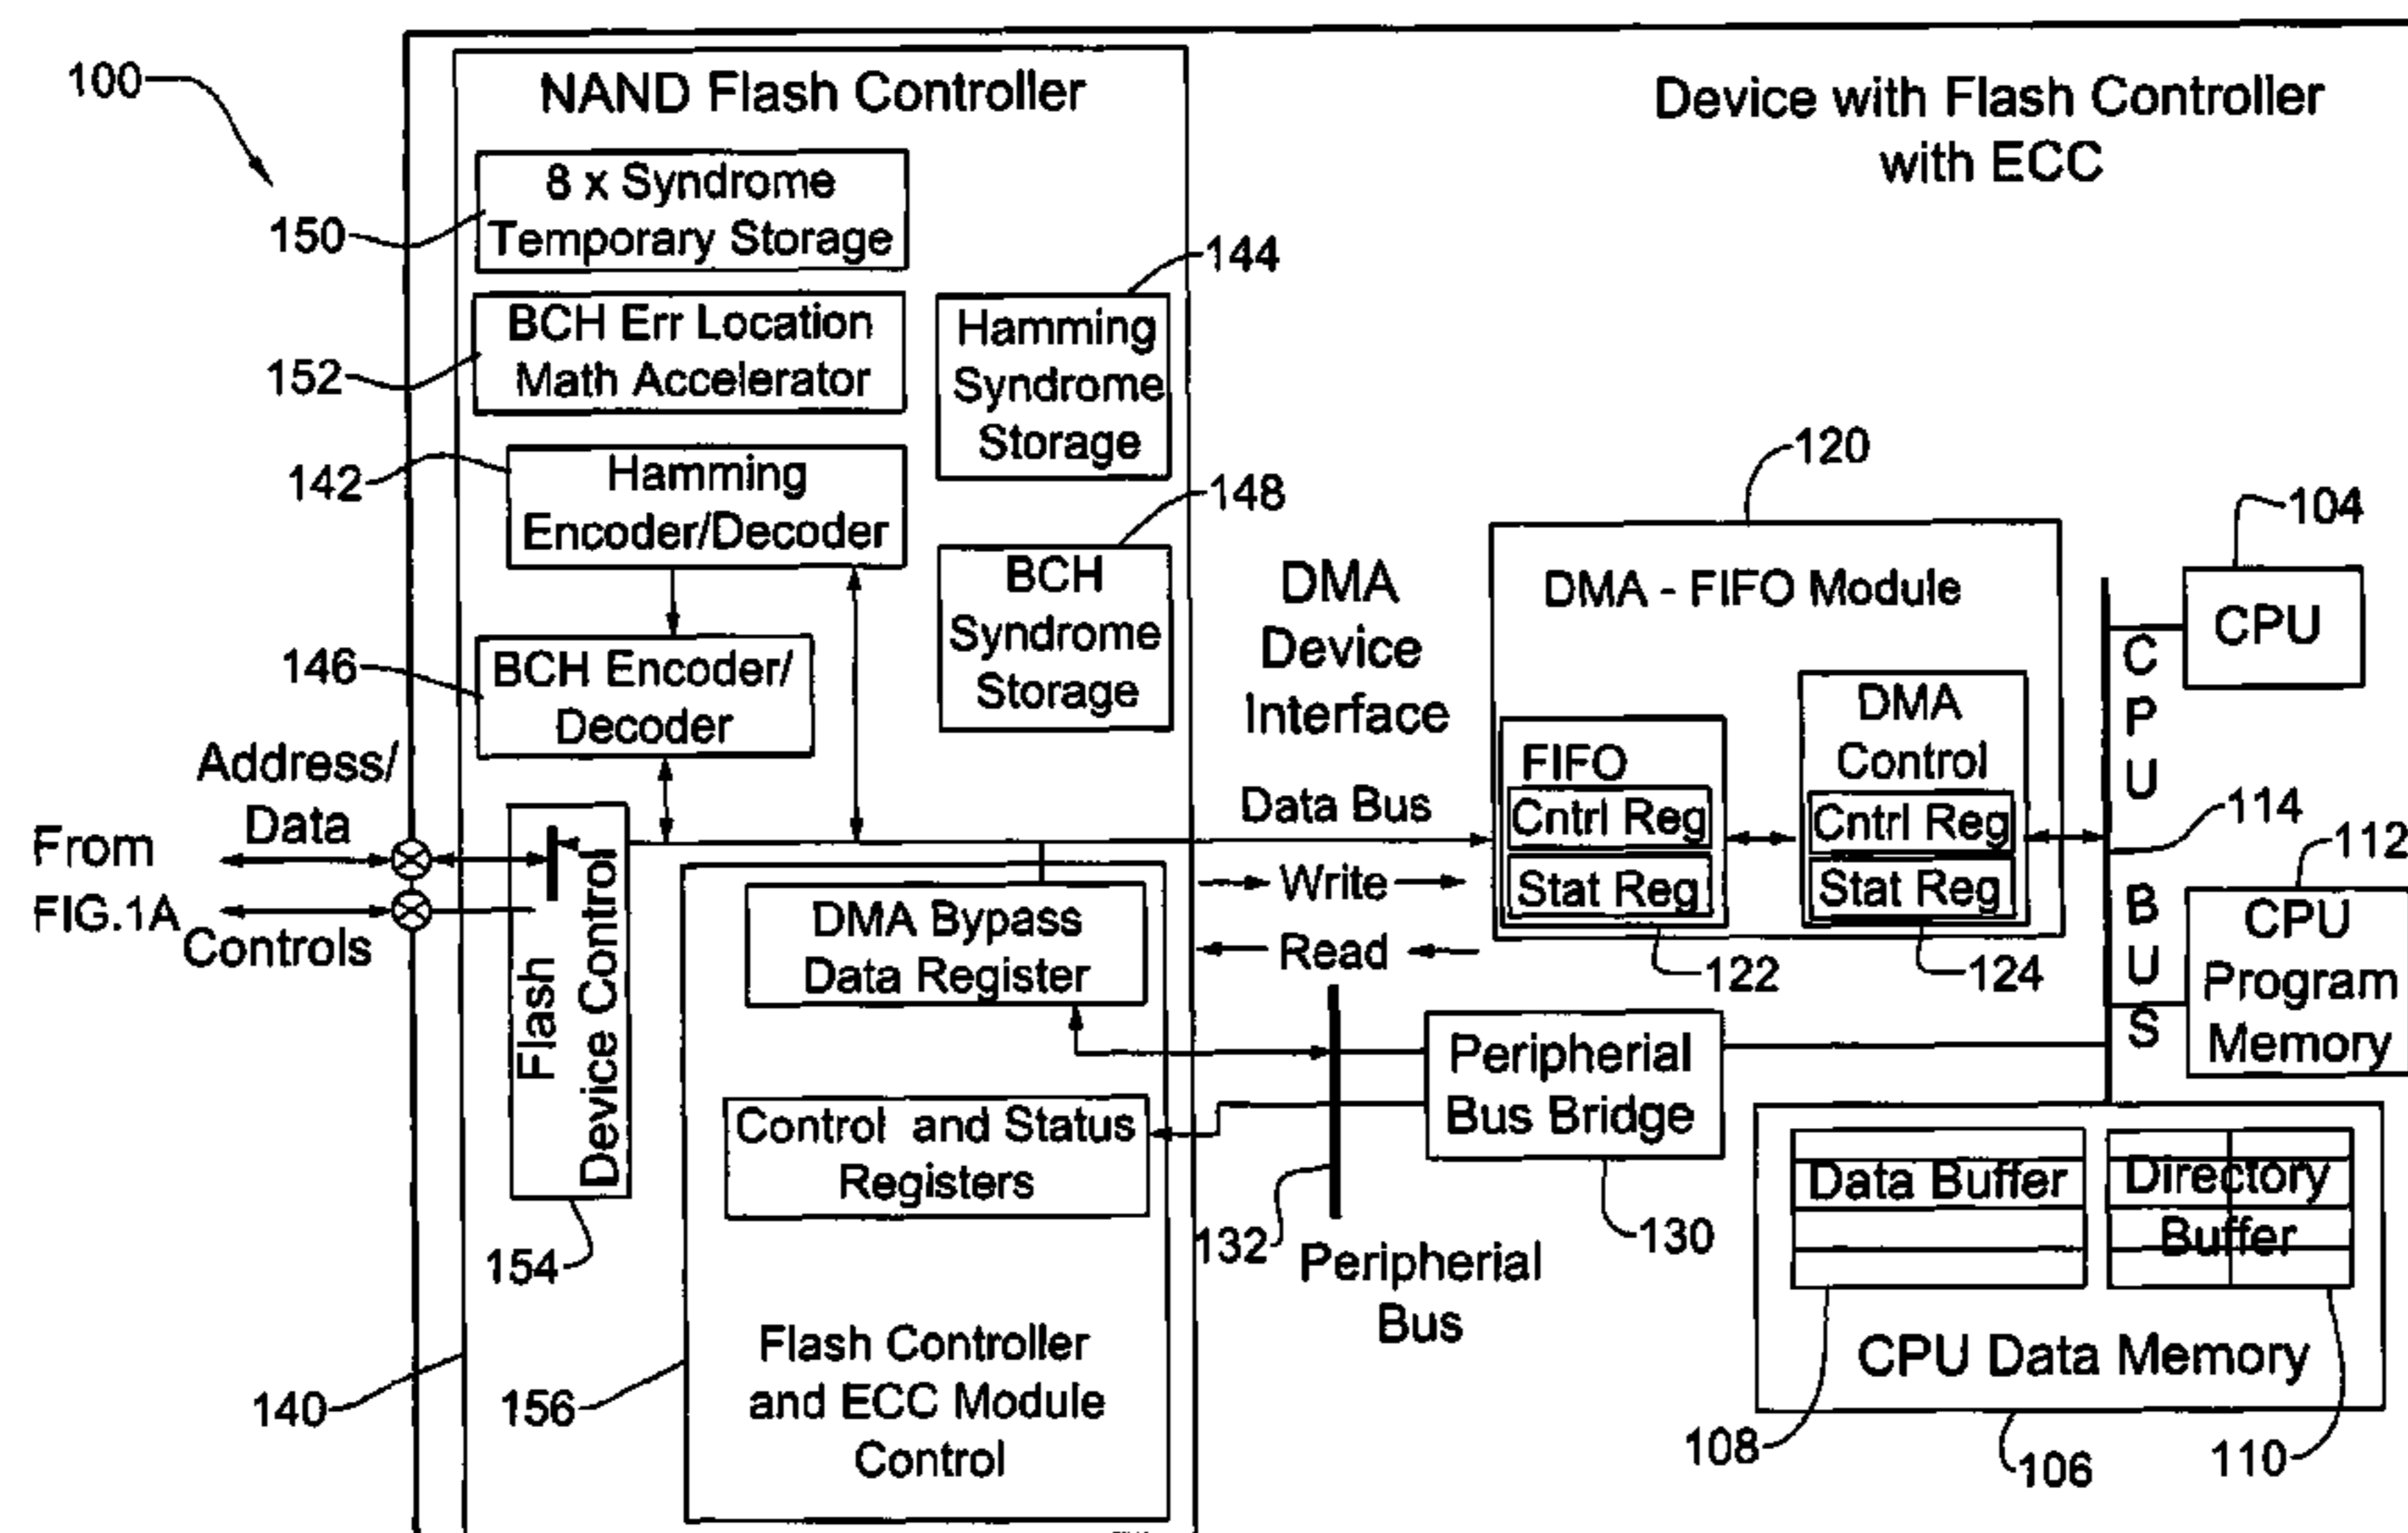 100
NAND Flash Controller
Device with Flash Controller
with ECC
8 x Syndrome
Temporary Storage
150
144
BCH Err Location
Math Accelerator
152
Hamming
Syndrome
Storage
142
Hamming
Encoder/Decoder
148
BCH
Syndrome
Storage
146
BCH Encoder/
Decoder
DMA
Device
Interface
120
DMA - FIFO Module
104
CPU
FIFO
Cntrl Reg
Stat Reg
DMA
Control
Cntrl Reg
Stat Reg
122
124
CPU BUS
114
112
CPU
Program
Memory
Address/
Data
From
FIG.1A
Controls
Data Bus
Write
Read
Flash
Device Control
DMA Bypass
Data Register
Control and Status
Registers
Peripherial
Bus Bridge
154
132
Peripherial
Bus
130
Data Buffer
Directory
Buffer
CPU Data Memory
140
156
Flash Controller
and ECC Module
Control
108
106
110